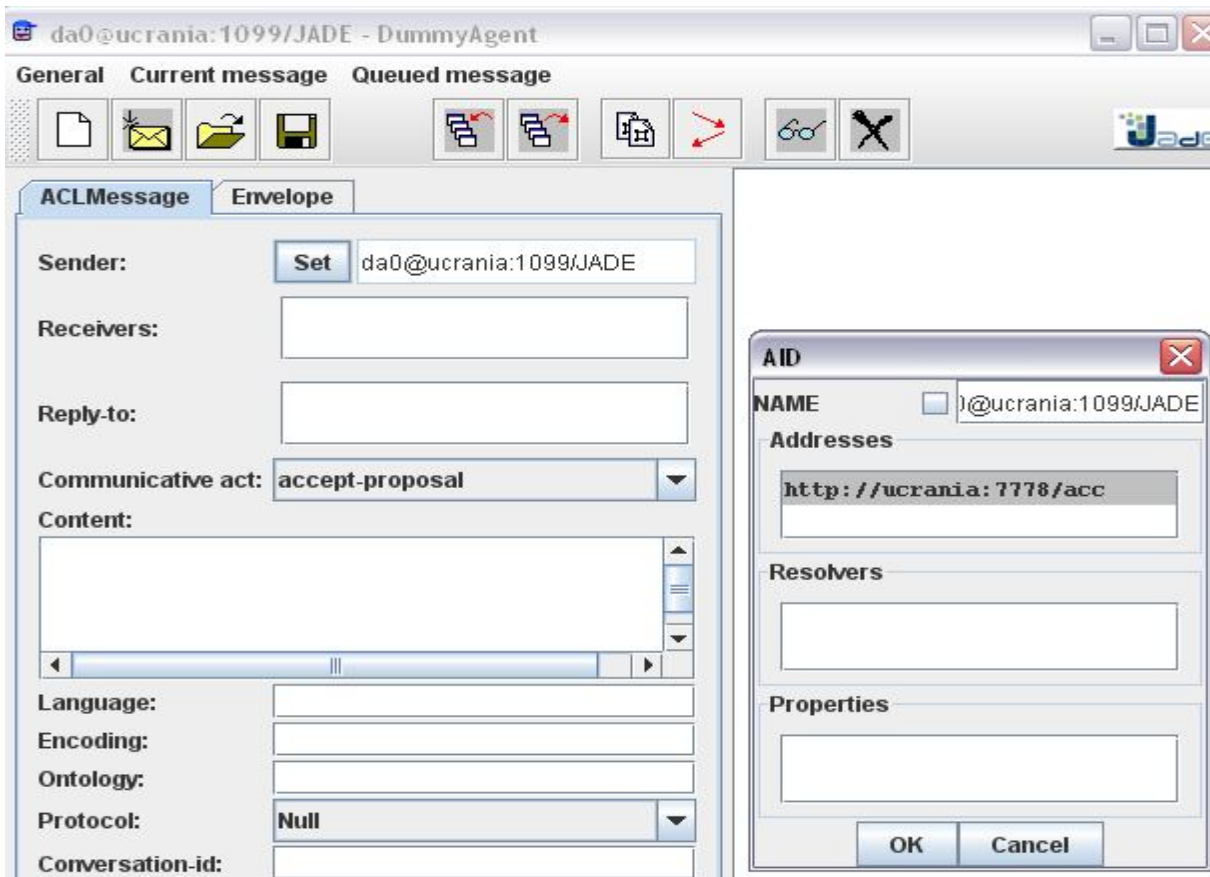 da0@ucrania:1099/JADE - DummyAgent
General Current message Queued message
Jade
ACLMessage Envelope
Sender: Set da0@ucrania:1099/JADE
Receivers:
Reply-to:
Communicative act: accept-proposal
Content:
Language:
Encoding:
Ontology:
Protocol: Null
Conversation-id:
AID
NAME )@ucrania:1099/JADE
Addresses
http://ucrania:7778/acc
Resolvers
Properties
OK Cancel